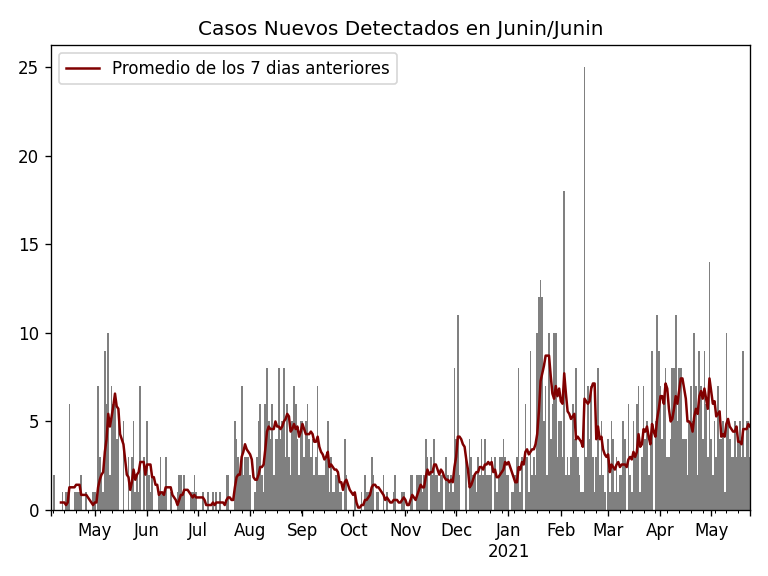 Casos Nuevos Detectados en Junin/Junin
Promedio de los 7 dias anteriores
25
20
15
10
5
0
May Jun Jul Aug Sep Oct Nov Dec Jan Feb Mar Apr May
2021